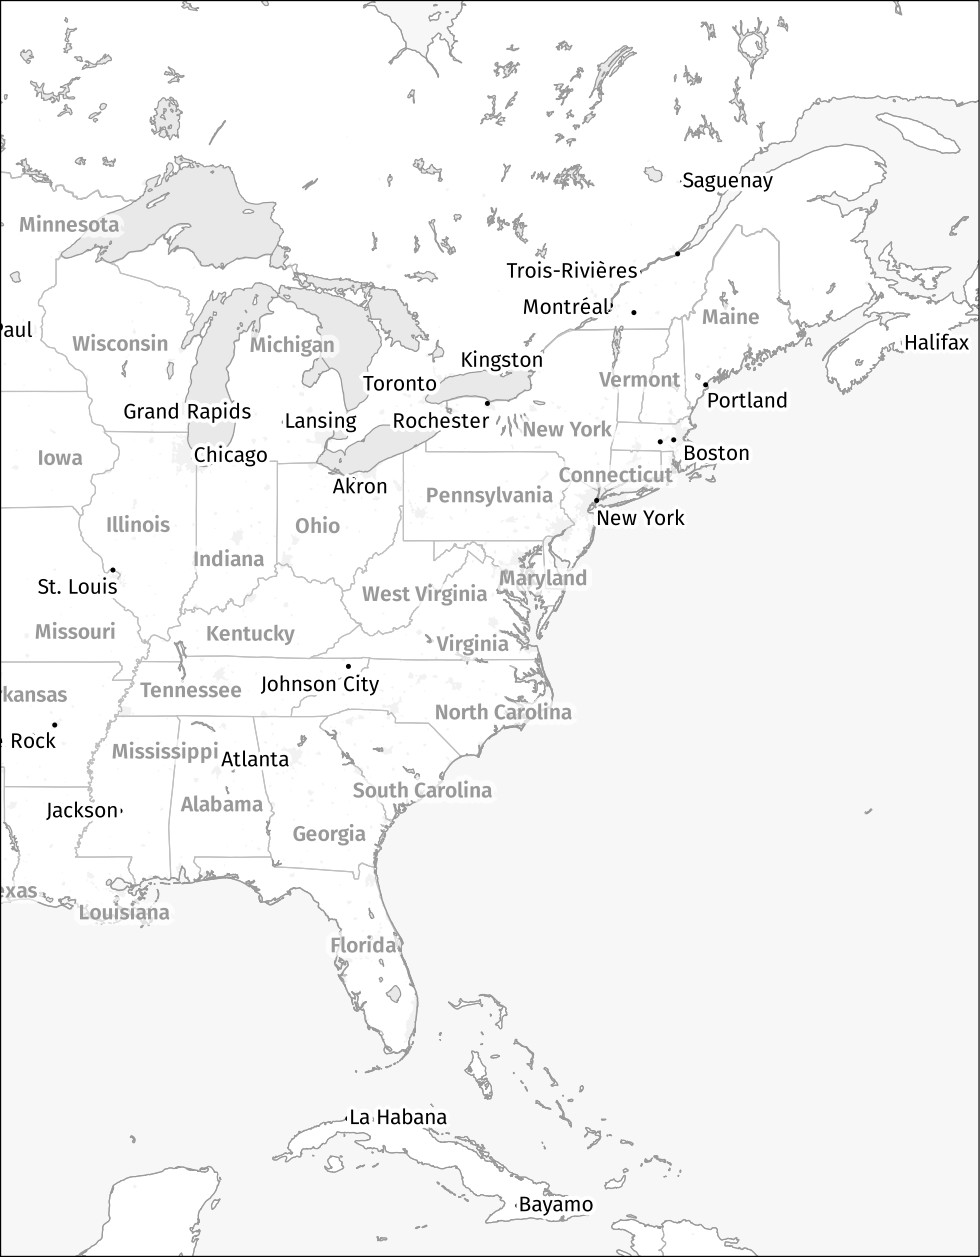 Saguenay
Minnesota
Trois-Rivières
Montréal
Maine
aul
Wisconsin
Michigan
Halifax
Kingston
Toronto
Vermont
Portland
Grand Rapids
Lansing
Rochester
New York
Chicago
Boston
Iowa
Connecticut
Akron
Pennsylvania
Illinois
Ohio
New York
Indiana
Maryland
St. Louis
West Virginia
Missouri
Kentucky
Virginia
Johnson City
Tennessee
kansas
North Carolina
Rock
Mississippi
Atlanta
South Carolina
Jackson
Alabama
Georgia
exas
Louisiana
Florida
La Habana
Bayamo